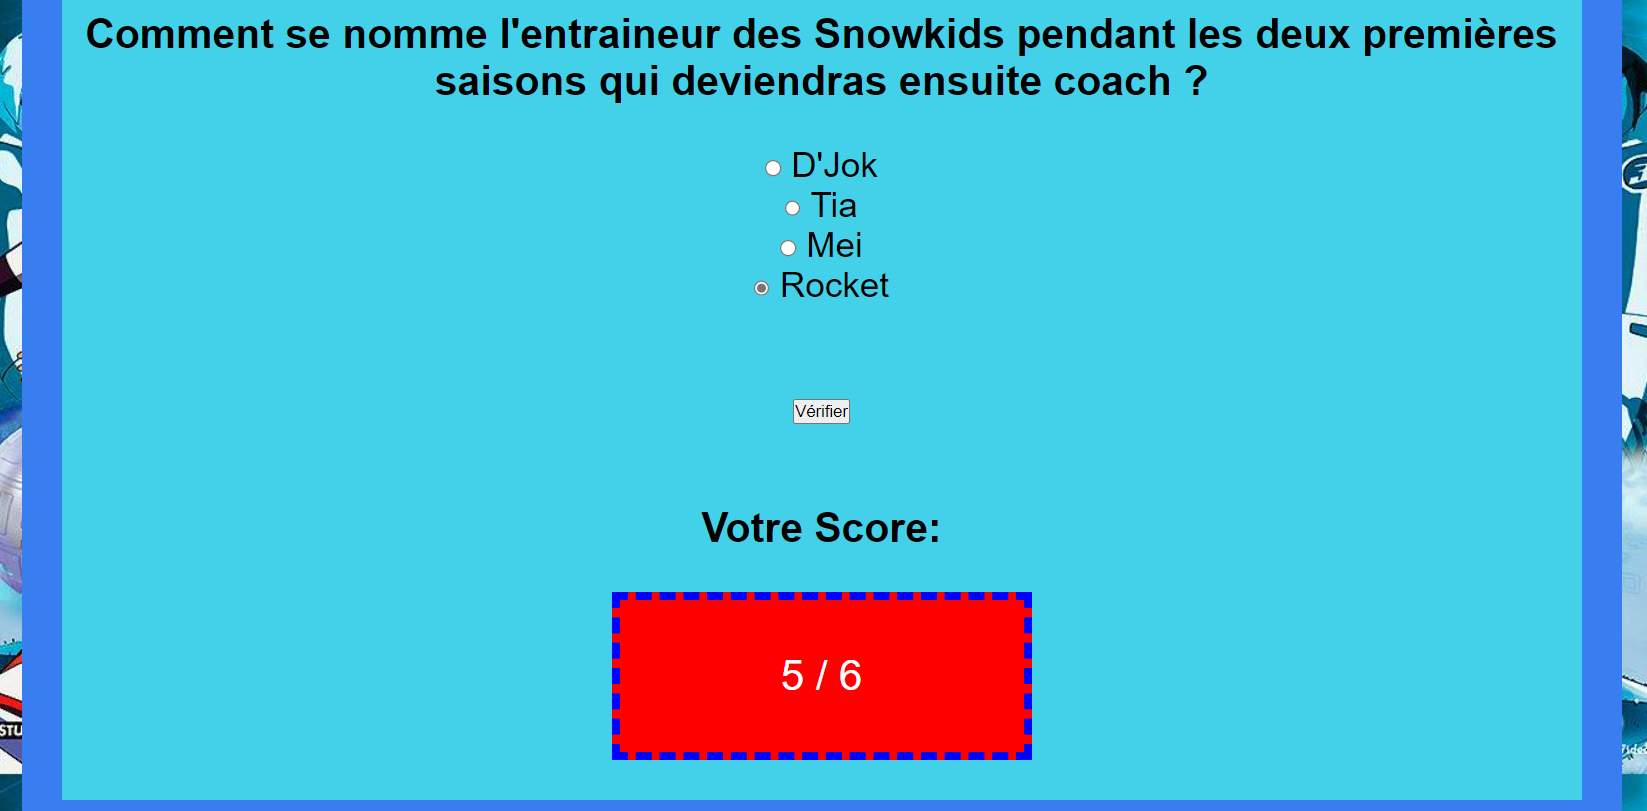 Comment se nomme l'entraineur des Snowkids pendant les deux premières
saisons qui deviendras ensuite coach ?
D'Jok
Tia
Mei
Rocket
Vérifier
Votre Score:
5 / 6
STU